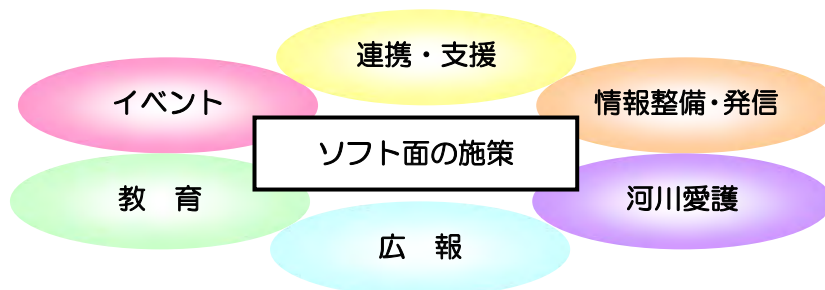 連携・支援
イベント
情報整備・発信
ソフト面の施策
教　育
河川愛護
広　報